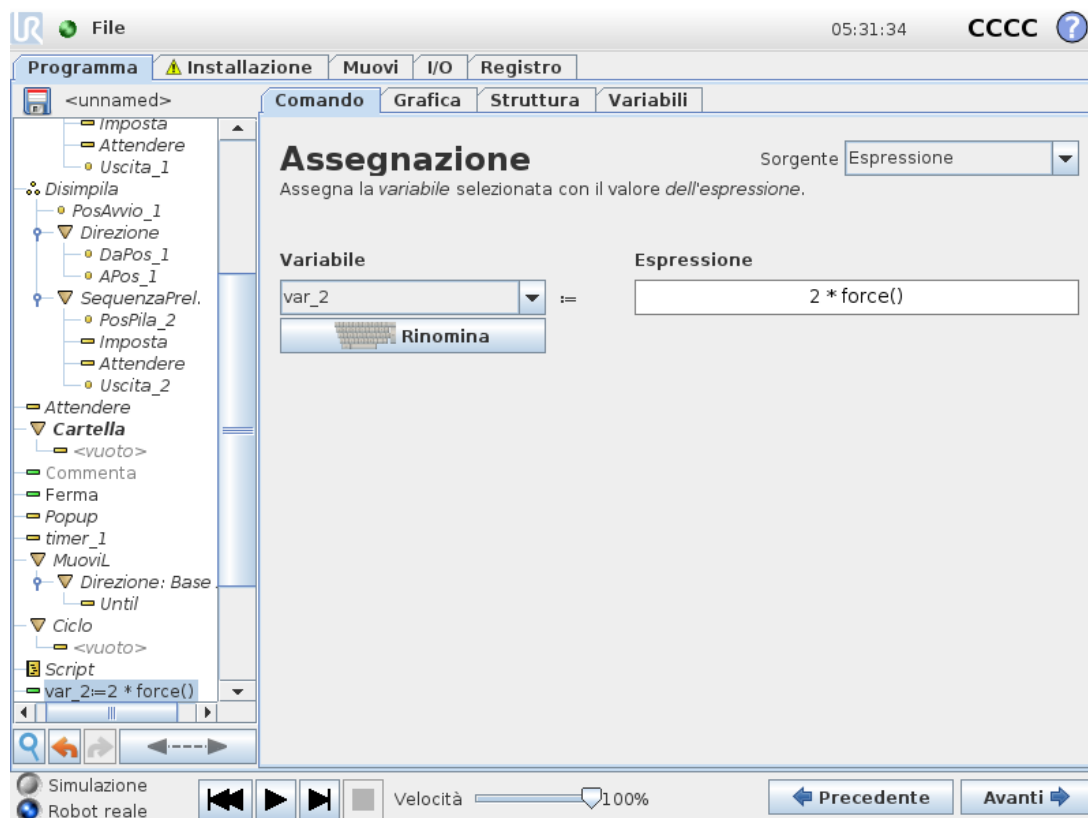 UR File 05:31:34 CCCC ?
Programma Installazione Muovi I/O Registro
<unnamed>
Comando Grafica Struttura Variabili
Imposta
Attendere
Uscita_1
Disimpila
PosAvvio_1
Direzione
DaPos_1
APos_1
SequenzaPrel.
PosPila_2
Imposta
Attendere
Uscita_2
Attendere
Cartella
<vuoto>
Commenta
Ferma
Popup
timer_1
MuoviL
Direzione: Base .
Until
Ciclo
<vuoto>
Script
var_2:=2 * force()
Assegnazione
Sorgente Espressione
Assegna la variabile selezionata con il valore dell'espressione.
Variabile Espressione
var_2 := 2 * force()
Rinomina
Simulazione
Robot reale
Velocità 100%
Precedente Avanti